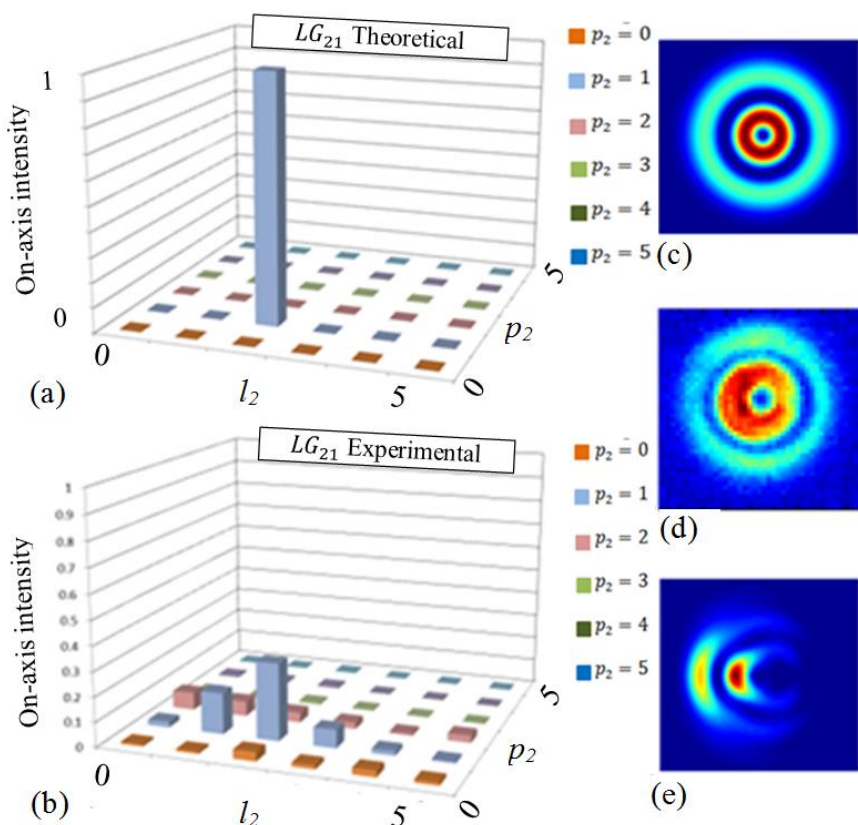 LG₂₁ Theoretical
On-axis intensity
1
0
0
l₂
5
0
p₂
5
(a)
p₂ = 0
p₂ = 1
p₂ = 2
p₂ = 3
p₂ = 4
p₂ = 5
(c)
(d)
LG₂₁ Experimental
On-axis intensity
1
0.9
0.8
0.7
0.6
0.5
0.4
0.3
0.2
0.1
0
0
l₂
5
0
p₂
5
(b)
p₂ = 0
p₂ = 1
p₂ = 2
p₂ = 3
p₂ = 4
p₂ = 5
(e)